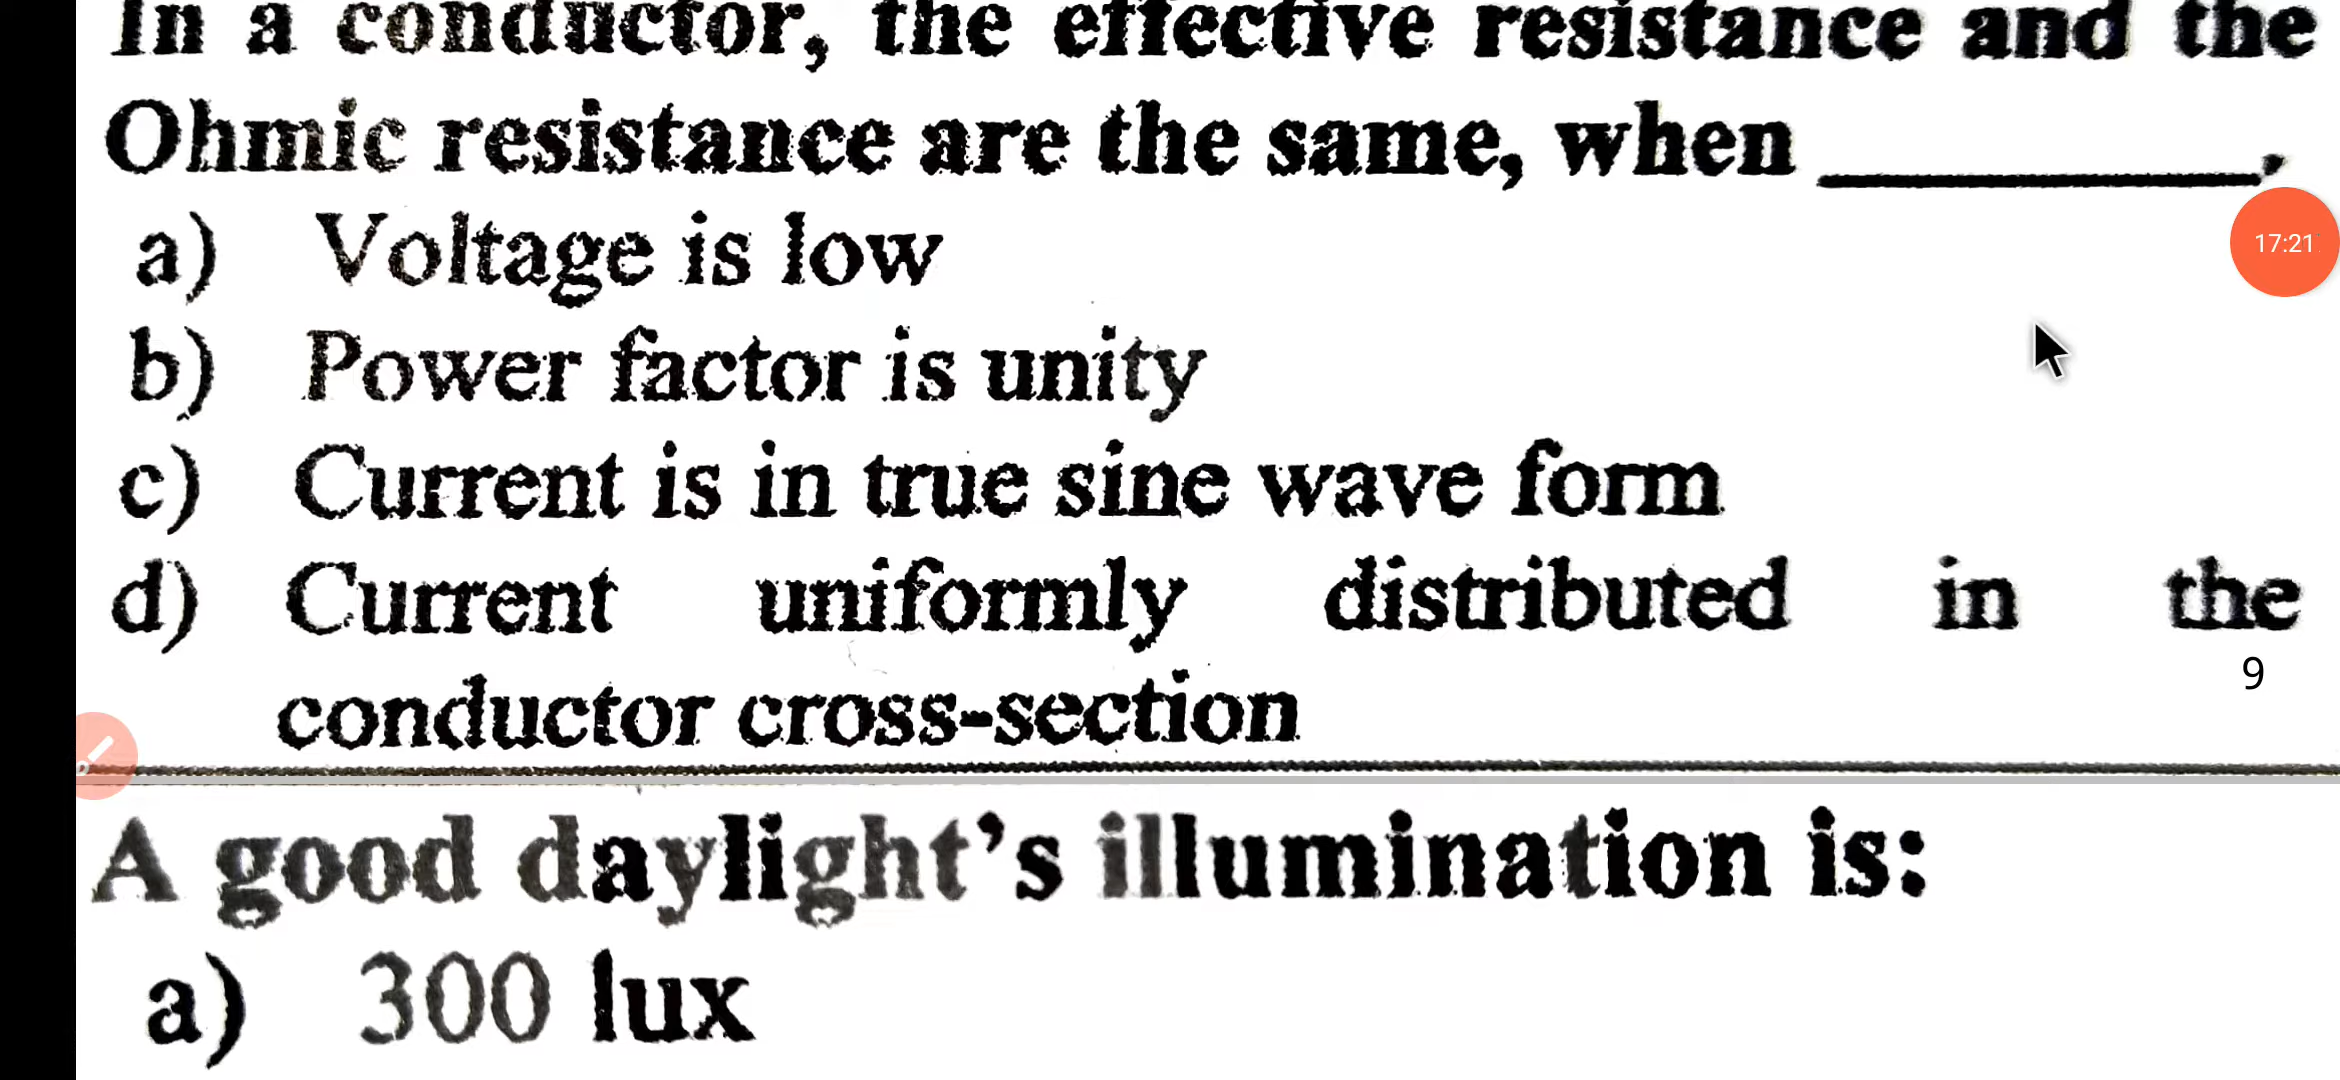 In a conductor, the effective resistance and the
Ohmic resistance are the same, when ________.
17:21
a) Voltage is low
b) Power factor is unity
c) Current is in true sine wave form
d) Current uniformly distributed in the
9
conductor cross-section
A good daylight's illumination is:
a) 300 lux